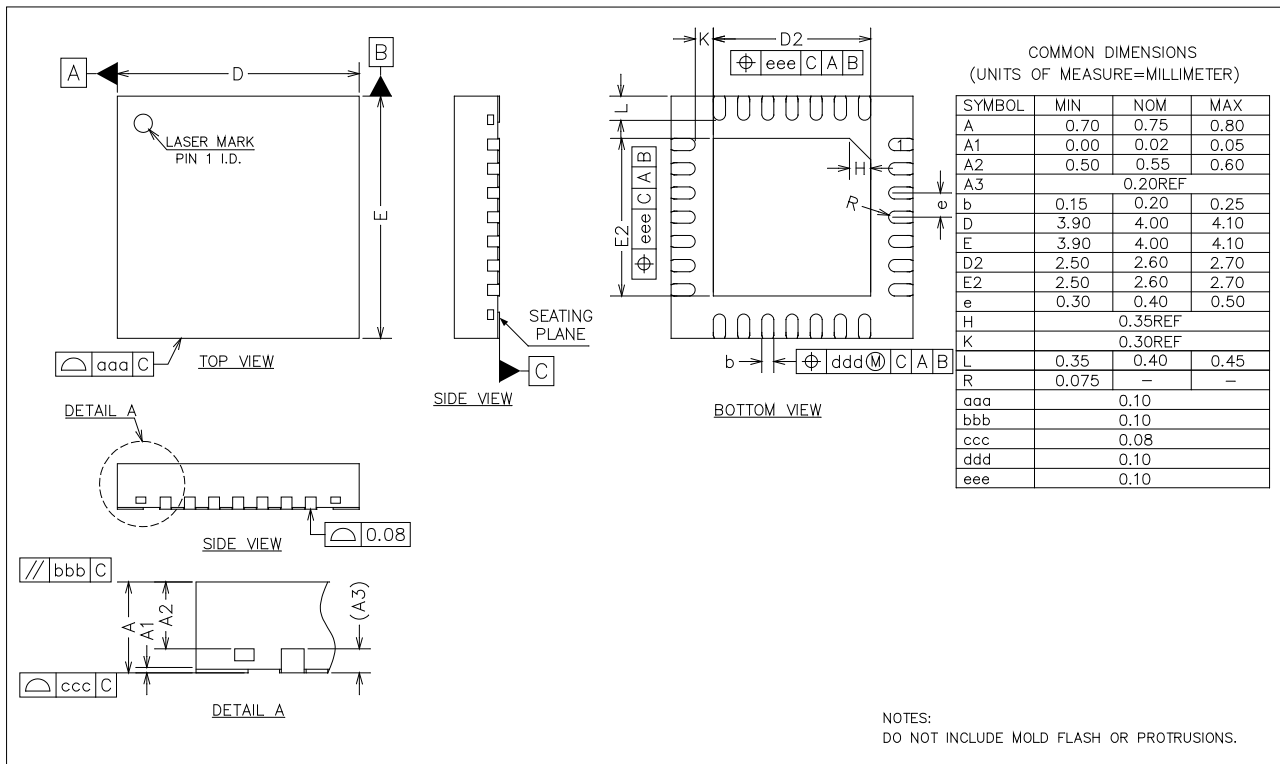 A
B
D
LASER MARK
PIN 1 I.D.
E
⌓ aaa C
TOP VIEW
SEATING
PLANE
C
SIDE VIEW
K
D2
⌖ eee C A B
L
1
H
e
R
E2
⌖ eee C A B
b
⌖ ddd Ⓜ C A B
BOTTOM VIEW
DETAIL A
SIDE VIEW
⌓ 0.08
// bbb C
A
A1
A2
(A3)
⌓ ccc C
DETAIL A
COMMON DIMENSIONS
(UNITS OF MEASURE=MILLIMETER)
SYMBOL MIN NOM MAX
A 0.70 0.75 0.80
A1 0.00 0.02 0.05
A2 0.50 0.55 0.60
A3 0.20REF
b 0.15 0.20 0.25
D 3.90 4.00 4.10
E 3.90 4.00 4.10
D2 2.50 2.60 2.70
E2 2.50 2.60 2.70
e 0.30 0.40 0.50
H 0.35REF
K 0.30REF
L 0.35 0.40 0.45
R 0.075 – –
aaa 0.10
bbb 0.10
ccc 0.08
ddd 0.10
eee 0.10
NOTES:
DO NOT INCLUDE MOLD FLASH OR PROTRUSIONS.